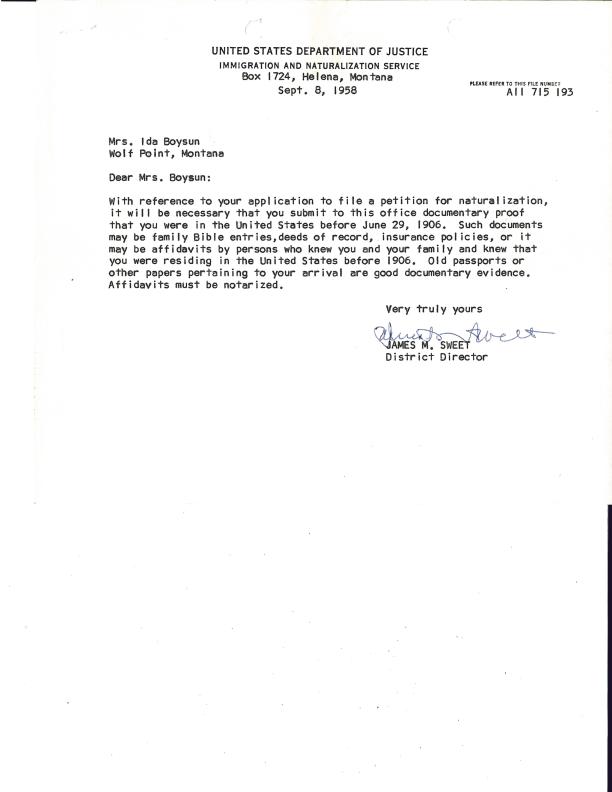 UNITED STATES DEPARTMENT OF JUSTICE
IMMIGRATION AND NATURALIZATION SERVICE
Box 1724, Helena, Montana
Sept. 8, 1958
PLEASE REFER TO THIS FILE NUMBER
A11 715 193
Mrs. Ida Boysun
Wolf Point, Montana
Dear Mrs. Boysun:
With reference to your application to file a petition for naturalization,
it will be necessary that you submit to this office documentary proof
that you were in the United States before June 29, 1906. Such documents
may be family Bible entries,deeds of record, insurance policies, or it
may be affidavits by persons who knew you and your family and knew that
you were residing in the United States before 1906. Old passports or
other papers pertaining to your arrival are good documentary evidence.
Affidavits must be notarized.
Very truly yours
Sweet
JAMES M. SWEET
District Director